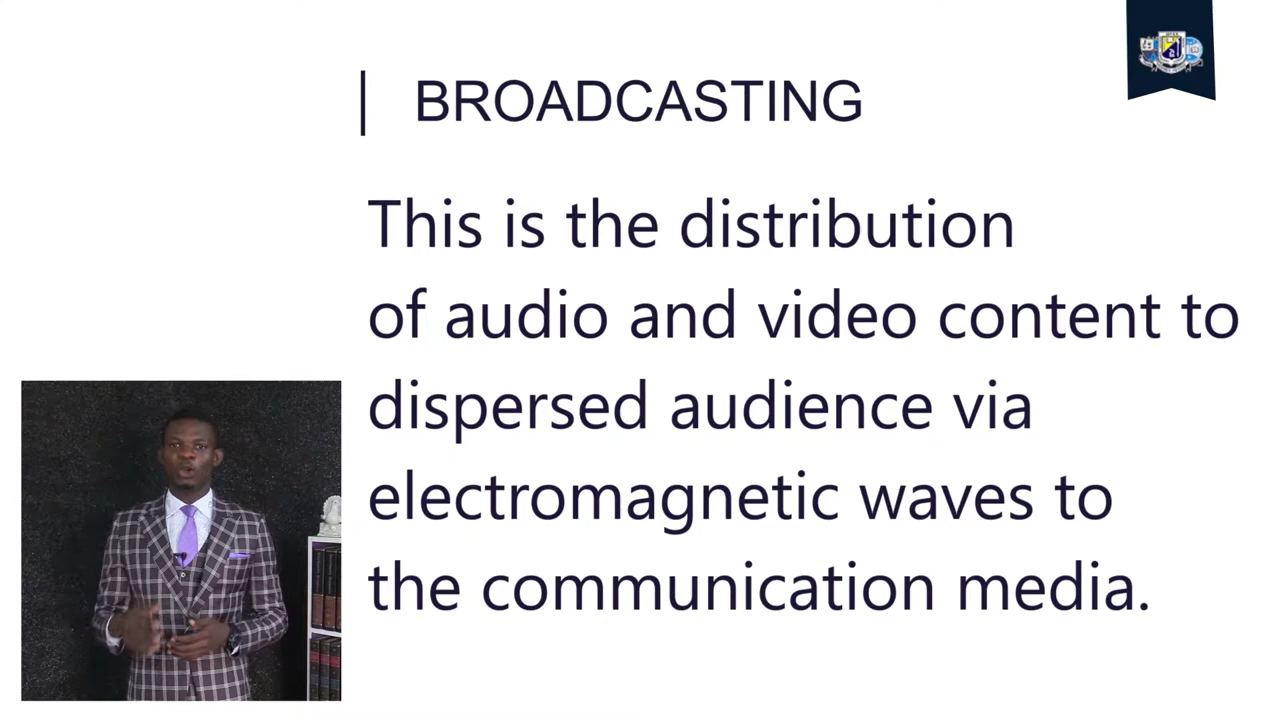 BROADCASTING
This is the distribution
of audio and video content to
dispersed audience via
electromagnetic waves to
the communication media.